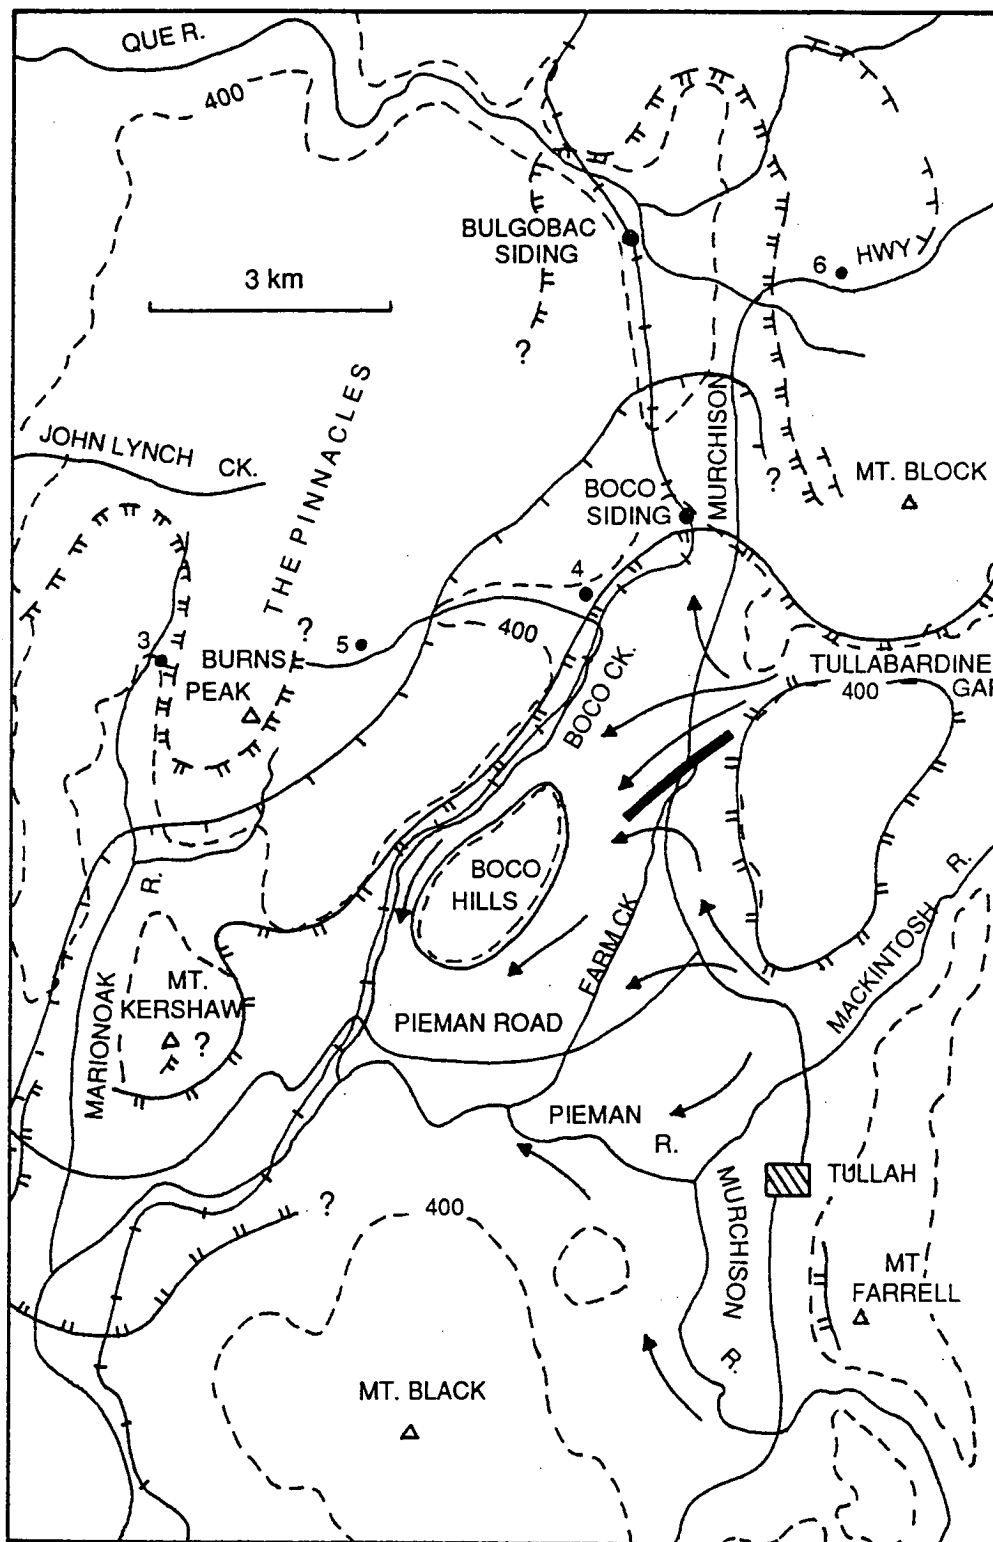 QUE R.
400
BULGOBAC
SIDING
6
HWY
3 km
?
MURCHISON
JOHN LYNCH CK.
THE PINNACLES
BOCO
SIDING
?
MT. BLOCK
4
3
?
5
400
BURNS
PEAK
BOCO CK.
TULLABARDINE
GAP
400
BOCO
HILLS
R.
R.
FARM CK
MACKINTOSH
MT.
KERSHAW
?
MARIONOAK
PIEMAN ROAD
PIEMAN
R.
TULLAH
MURCHISON
?
400
MT.
FARRELL
R.
MT. BLACK